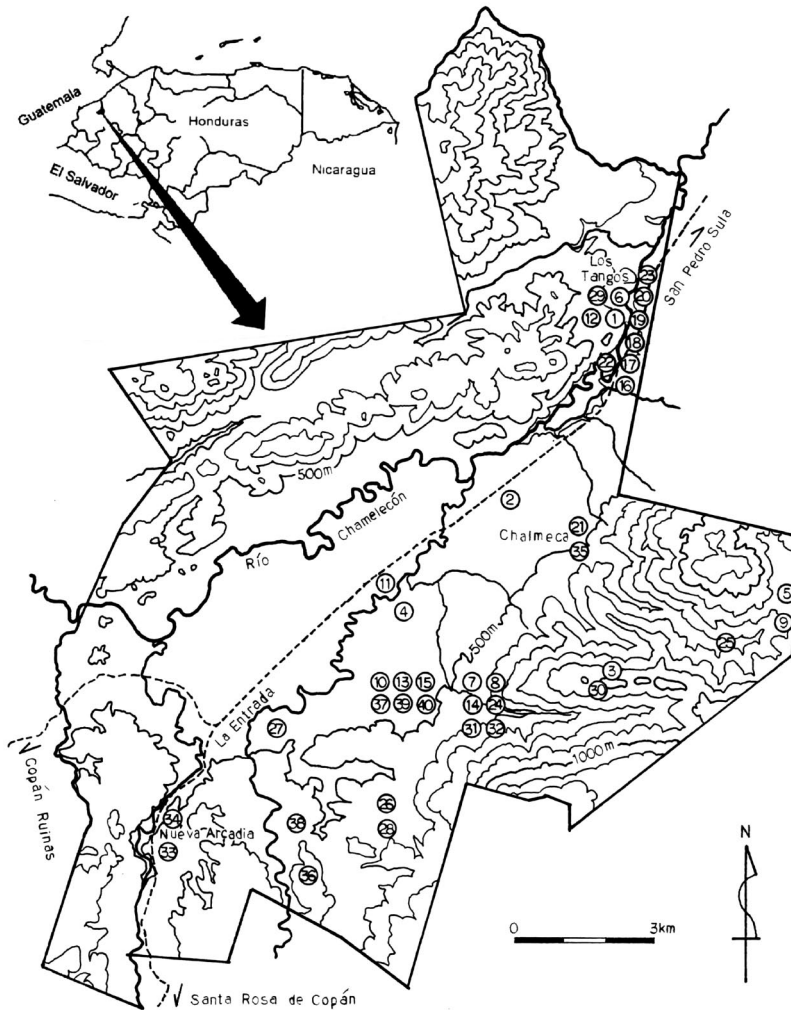 Guatemala
Honduras
El Salvador
Nicaragua
San Pedro Sula
Los
Tangos
23
29 6 20
12 1 19
18
22 17
16
500m
Chamelecón
Río
2
21
Chalmeca
35
11
4
5
9
25
500m
3
30
10 13 15 7 8
37 39 40 14 24
31 32
27
La Entrada
1000m
Copán Ruinas
26
34
28
Nueva Arcadia
33
36
N
0 3km
Santa Rosa de Copán